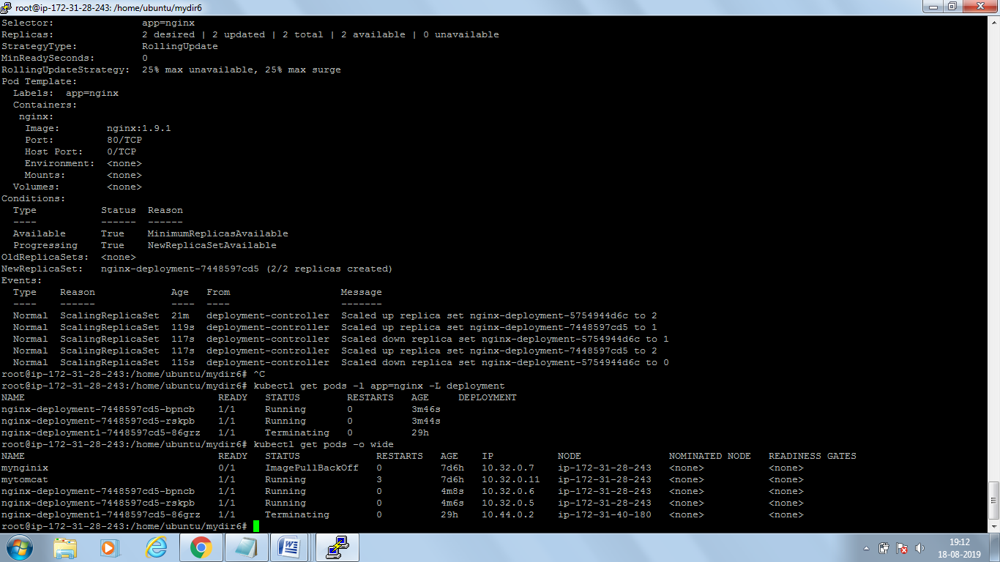 root@ip-172-31-28-243: /home/ubuntu/mydir6
Selector:               app=nginx
Replicas:               2 desired | 2 updated | 2 total | 2 available | 0 unavailable
StrategyType:           RollingUpdate
MinReadySeconds:        0
RollingUpdateStrategy:  25% max unavailable, 25% max surge
Pod Template:
  Labels:  app=nginx
  Containers:
   nginx:
    Image:        nginx:1.9.1
    Port:         80/TCP
    Host Port:    0/TCP
    Environment:  <none>
    Mounts:       <none>
  Volumes:        <none>
Conditions:
  Type           Status  Reason
  ----           ------  ------
  Available      True    MinimumReplicasAvailable
  Progressing    True    NewReplicaSetAvailable
OldReplicaSets:  <none>
NewReplicaSet:   nginx-deployment-7448597cd5 (2/2 replicas created)
Events:
  Type    Reason             Age   From                   Message
  ----    ------             ----  ----                   -------
  Normal  ScalingReplicaSet  21m   deployment-controller  Scaled up replica set nginx-deployment-5754944d6c to 2
  Normal  ScalingReplicaSet  119s  deployment-controller  Scaled up replica set nginx-deployment-7448597cd5 to 1
  Normal  ScalingReplicaSet  117s  deployment-controller  Scaled down replica set nginx-deployment-5754944d6c to 1
  Normal  ScalingReplicaSet  117s  deployment-controller  Scaled up replica set nginx-deployment-7448597cd5 to 2
  Normal  ScalingReplicaSet  115s  deployment-controller  Scaled down replica set nginx-deployment-5754944d6c to 0
root@ip-172-31-28-243:/home/ubuntu/mydir6# ^C
root@ip-172-31-28-243:/home/ubuntu/mydir6# kubectl get pods -l app=nginx -L deployment
NAME                                 READY   STATUS        RESTARTS   AGE     DEPLOYMENT
nginx-deployment-7448597cd5-bpncb    1/1     Running       0          3m46s
nginx-deployment-7448597cd5-rskpb    1/1     Running       0          3m44s
nginx-deployment1-7448597cd5-86grz   1/1     Terminating   0          29h
root@ip-172-31-28-243:/home/ubuntu/mydir6# kubectl get pods -o wide
NAME                                 READY   STATUS             RESTARTS   AGE    IP           NODE               NOMINATED NODE   READINESS GATES
mynginix                             0/1     ImagePullBackOff   0          7d6h   10.32.0.7    ip-172-31-28-243   <none>           <none>
mytomcat                             1/1     Running            3          7d6h   10.32.0.11   ip-172-31-28-243   <none>           <none>
nginx-deployment-7448597cd5-bpncb    1/1     Running            0          4m8s   10.32.0.6    ip-172-31-28-243   <none>           <none>
nginx-deployment-7448597cd5-rskpb    1/1     Running            0          4m6s   10.32.0.5    ip-172-31-28-243   <none>           <none>
nginx-deployment1-7448597cd5-86grz   1/1     Terminating        0          29h    10.44.0.2    ip-172-31-40-180   <none>           <none>
root@ip-172-31-28-243:/home/ubuntu/mydir6#
19:12
18-08-2019